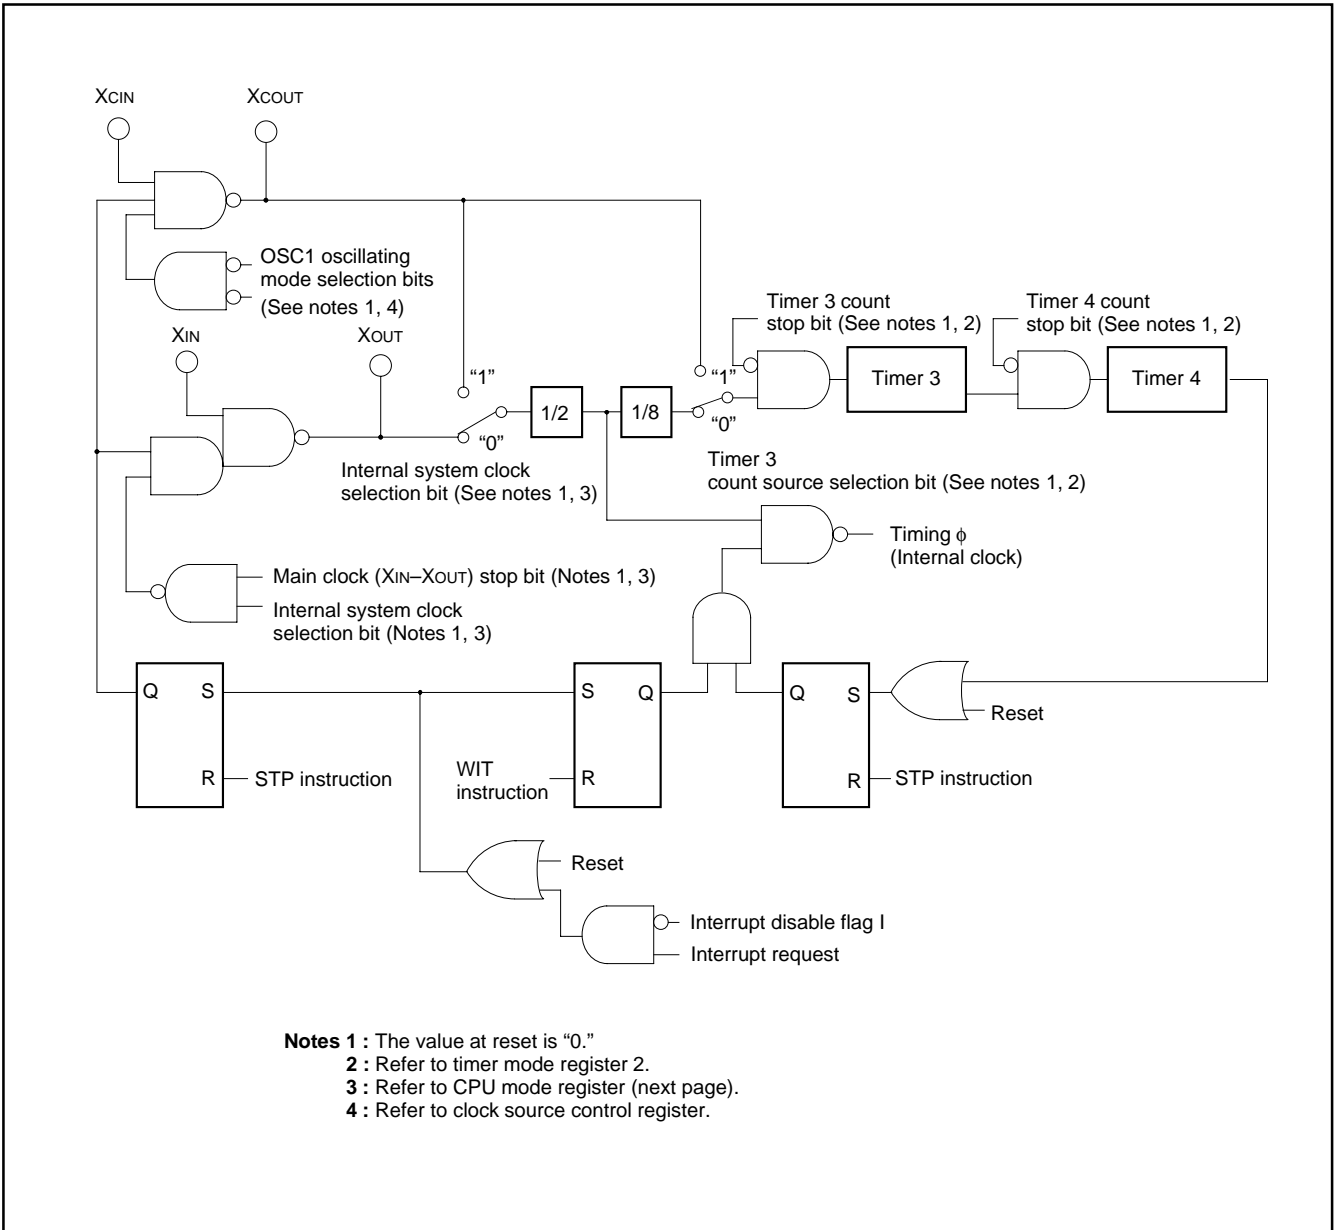 XCIN
XCOUT
OSC1 oscillating
mode selection bits
(See notes 1, 4)
XIN
XOUT
Timer 3 count
stop bit (See notes 1, 2)
Timer 4 count
stop bit (See notes 1, 2)
“1”
“0”
1/2
1/8
“1”
“0”
Timer 3
Timer 4
Internal system clock
selection bit (See notes 1, 3)
Timer 3
count source selection bit (See notes 1, 2)
Timing ϕ
(Internal clock)
Main clock (XIN–XOUT) stop bit (Notes 1, 3)
Internal system clock
selection bit (Notes 1, 3)
Q
S
R
STP instruction
S
Q
R
WIT
instruction
Q
S
R
Reset
STP instruction
Reset
Interrupt disable flag I
Interrupt request
Notes 1 : The value at reset is “0.”
2 : Refer to timer mode register 2.
3 : Refer to CPU mode register (next page).
4 : Refer to clock source control register.